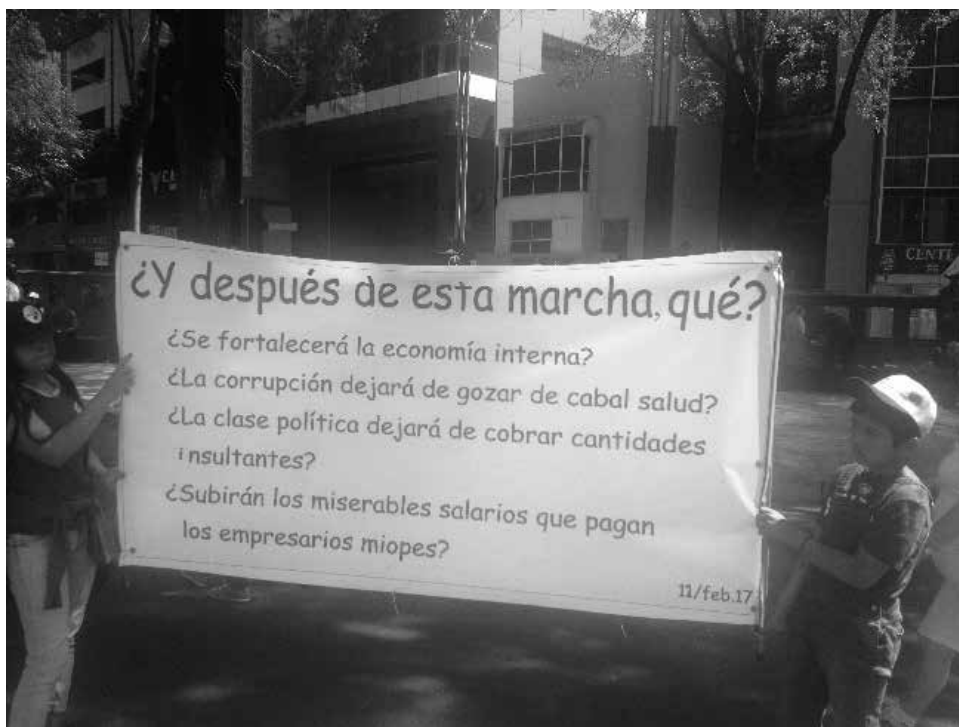 ¿Y después de esta marcha, qué?
¿Se fortalecerá la economía interna?
¿La corrupción dejará de gozar de cabal salud?
¿La clase política dejará de cobrar cantidades
insultantes?
¿Subirán los miserables salarios que pagan
los empresarios miopes?
11/feb.17